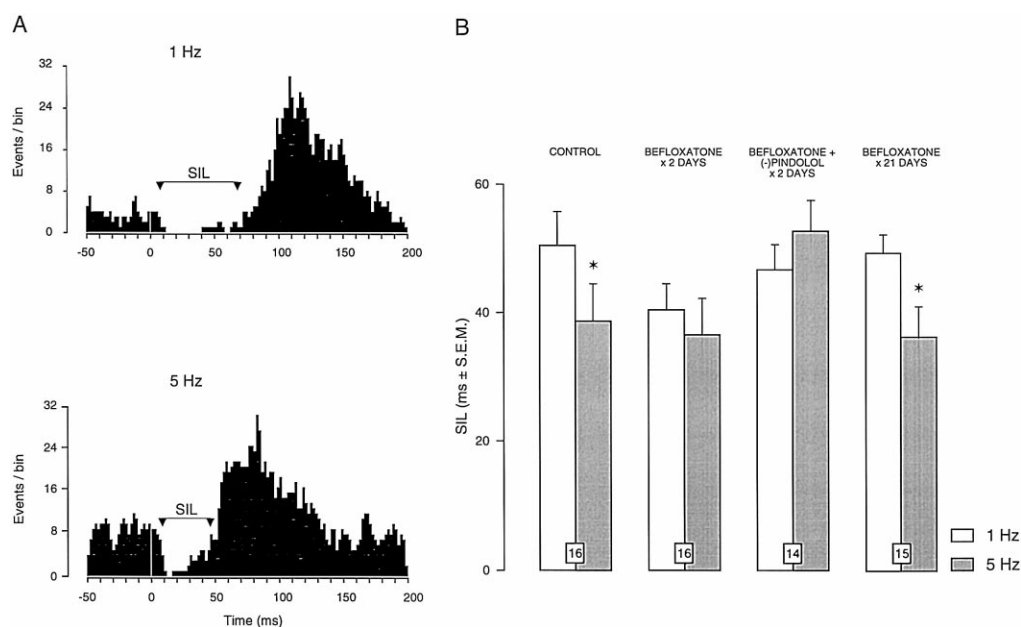 A
1 Hz
32
24
16
8
0
Events / bin
SIL
-50 0 50 100 150 200
5 Hz
32
24
16
8
0
Events / bin
SIL
-50 0 50 100 150 200
Time (ms)
B
CONTROL
BEFLOXATONE
x 2 DAYS
BEFLOXATONE +
(-)PINDOLOL
x 2 DAYS
BEFLOXATONE
x 21 DAYS
60
40
20
0
SIL (ms ± S.E.M.)
*
*
16
16
14
15
1 Hz
5 Hz